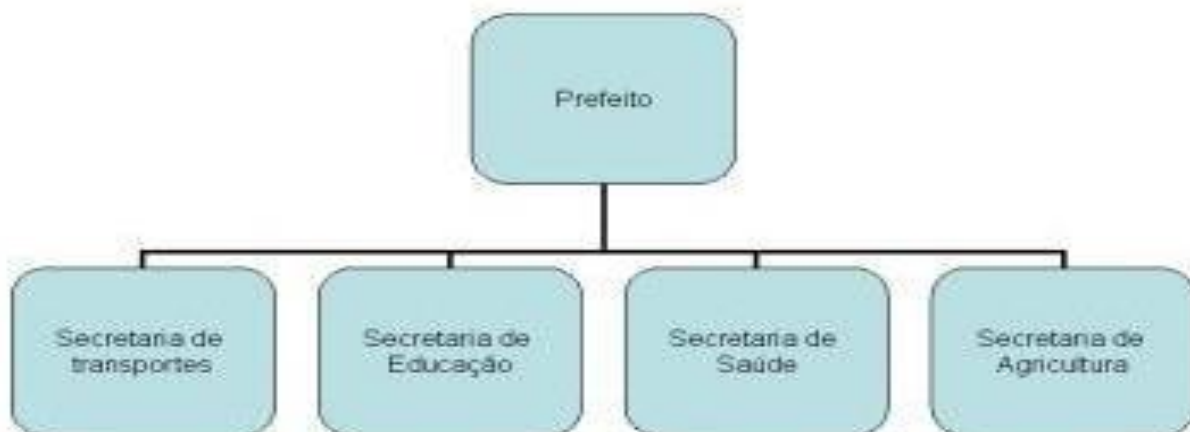 Prefeito
Secretaria de
transportes
Secretaria de
Educação
Secretaria de
Saúde
Secretaria de
Agricultura